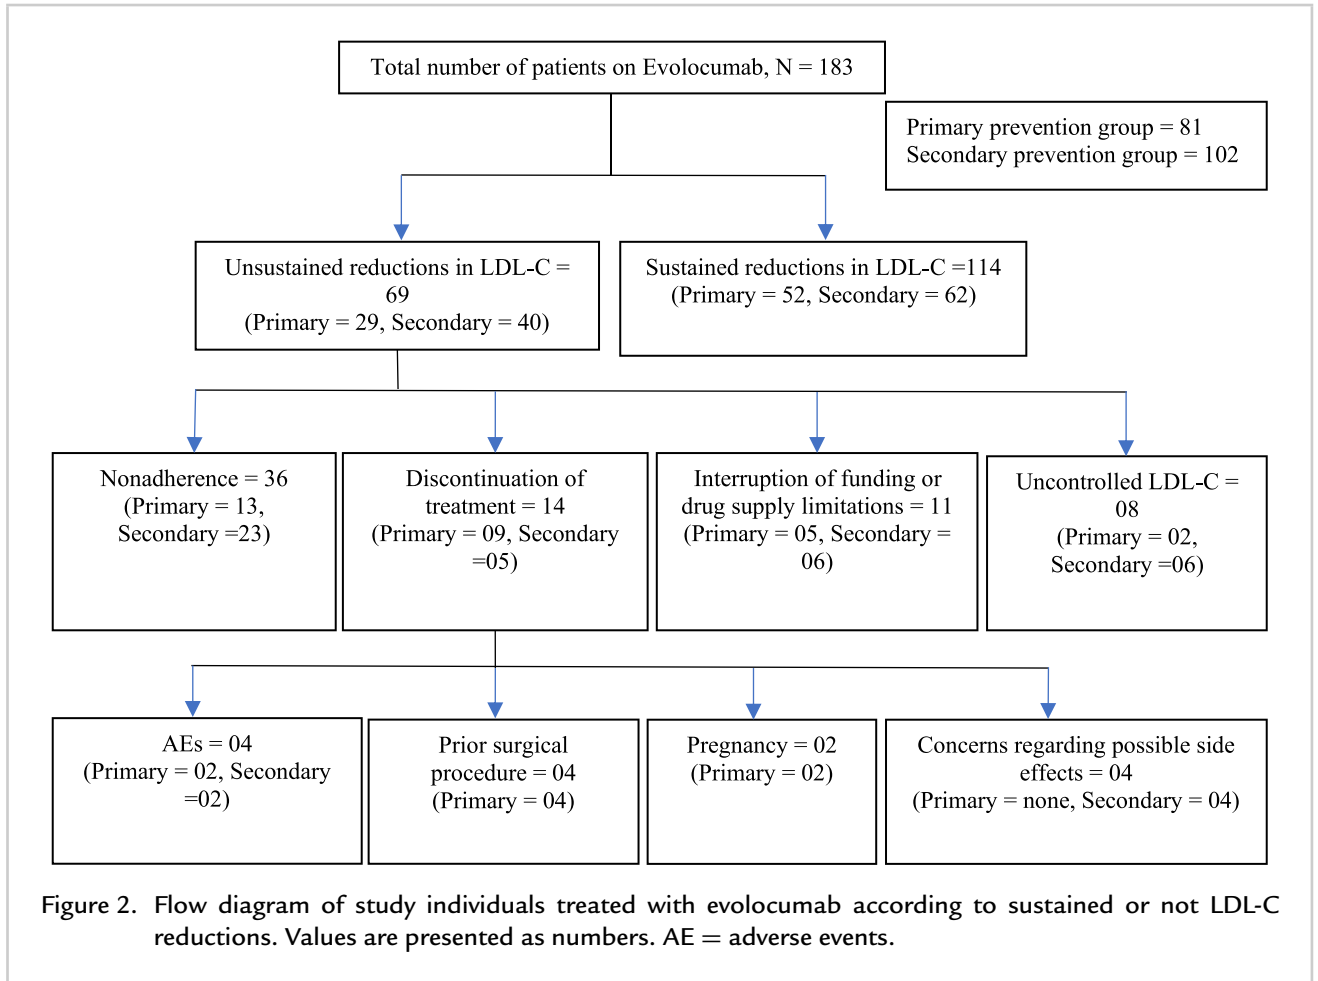 Total number of patients on Evolocumab, N = 183
Primary prevention group = 81
Secondary prevention group = 102
Unsustained reductions in LDL-C =
69
(Primary = 29, Secondary = 40)
Sustained reductions in LDL-C =114
(Primary = 52, Secondary = 62)
Nonadherence = 36
(Primary = 13,
Secondary =23)
Discontinuation of
treatment = 14
(Primary = 09, Secondary
=05)
Interruption of funding or
drug supply limitations = 11
(Primary = 05, Secondary =
06)
Uncontrolled LDL-C =
08
(Primary = 02,
Secondary =06)
AEs = 04
(Primary = 02, Secondary
=02)
Prior surgical
procedure = 04
(Primary = 04)
Pregnancy = 02
(Primary = 02)
Concerns regarding possible side
effects = 04
(Primary = none, Secondary = 04)
Figure 2. Flow diagram of study individuals treated with evolocumab according to sustained or not LDL-C
reductions. Values are presented as numbers. AE = adverse events.